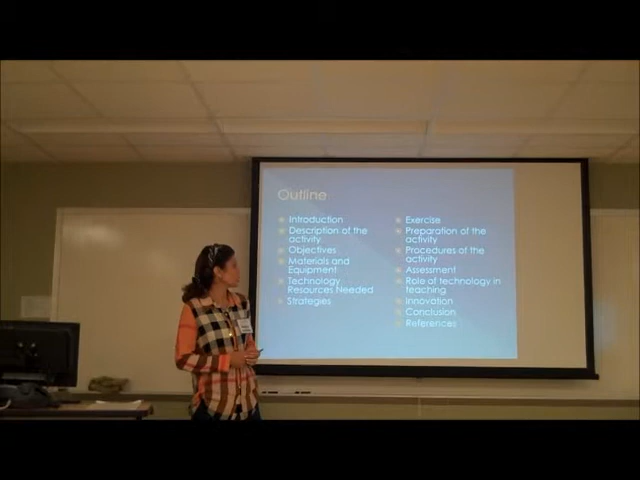 Outline
Introduction
Description of the
activity
Objectives
Materials and
Equipment
Technology
Resources Needed
Strategies
Exercise
Preparation of the
activity
Procedures of the
activity
Assessment
Role of technology in
teaching
Innovation
Conclusion
References